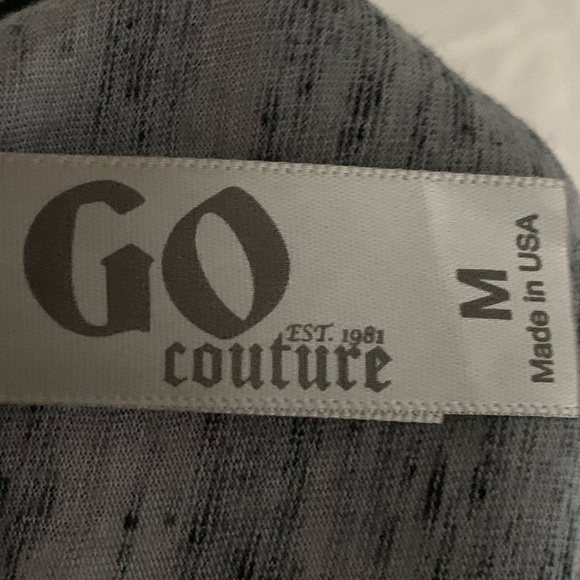 GO
EST. 1981
couture
M
Made in USA